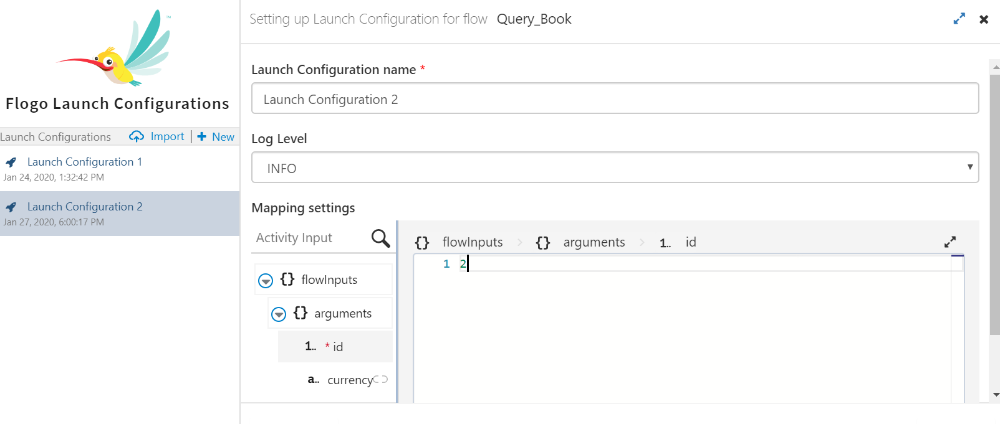 ™
Flogo Launch Configurations
Launch Configurations Import | + New
Launch Configuration 1
Jan 24, 2020, 1:32:42 PM
Launch Configuration 2
Jan 27, 2020, 6:00:17 PM
Setting up Launch Configuration for flow Query_Book
Launch Configuration name *
Launch Configuration 2
Log Level
INFO
Mapping settings
Activity Input
{} flowInputs
{} arguments
1.. * id
a.. currency
{} flowInputs > {} arguments > 1.. id
1 2